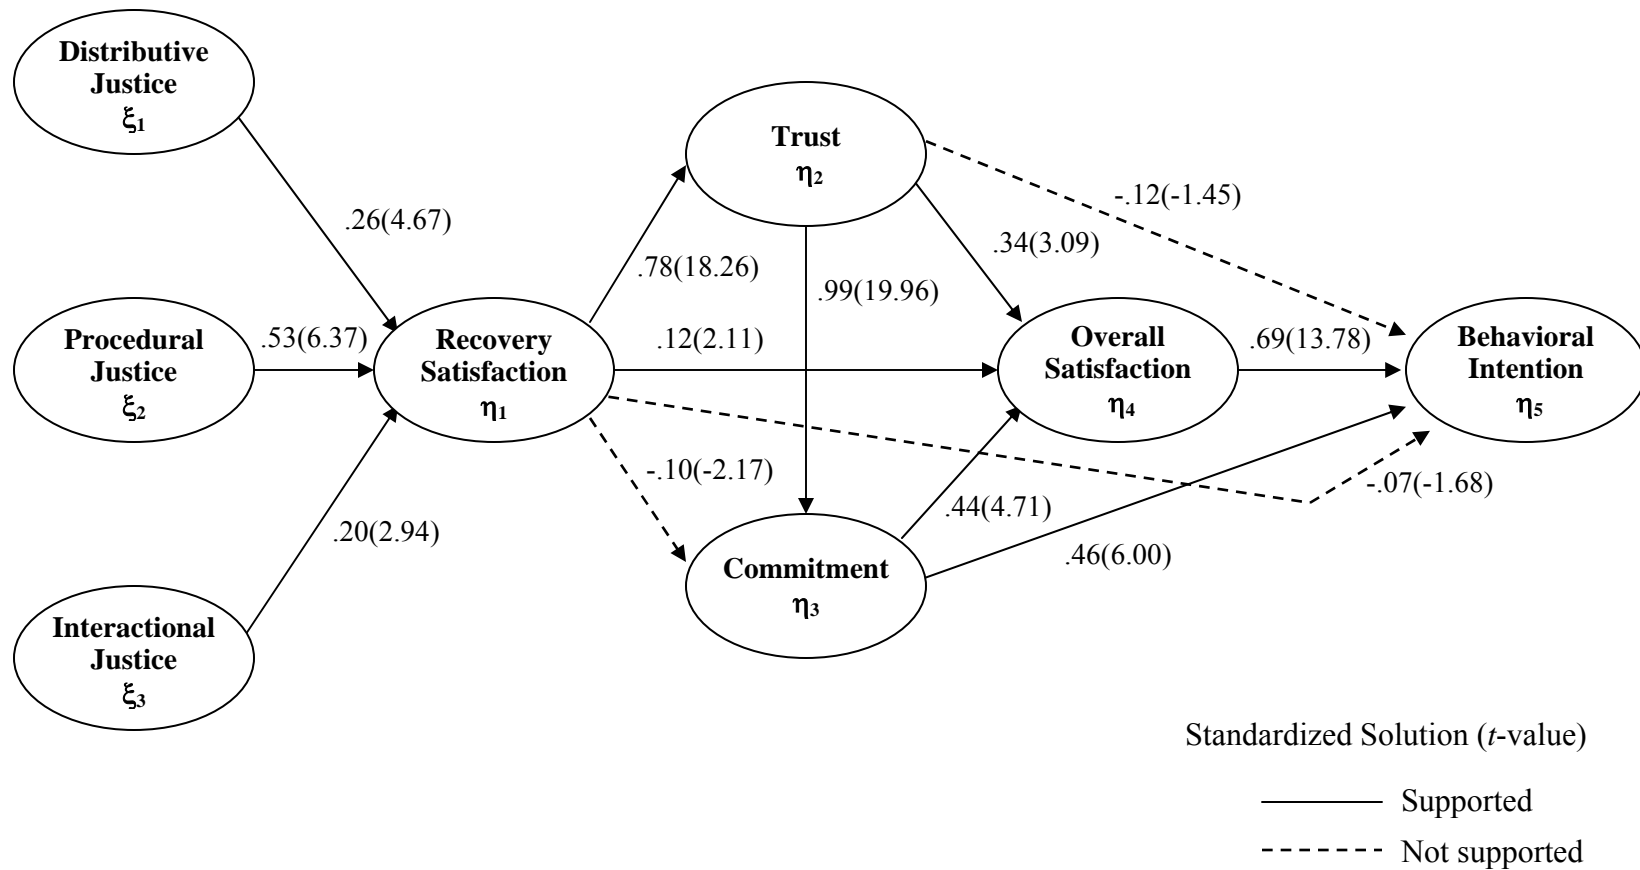 Distributive
Justice
ξ1
.26(4.67)
Procedural
Justice
ξ2
.53(6.37)
Interactional
Justice
ξ3
.20(2.94)
Recovery
Satisfaction
η1
.78(18.26)
.12(2.11)
-.10(-2.17)
Trust
η2
.99(19.96)
.34(3.09)
-.12(-1.45)
Commitment
η3
.44(4.71)
.46(6.00)
Overall
Satisfaction
η4
.69(13.78)
-.07(-1.68)
Behavioral
Intention
η5
Standardized Solution (t-value)
Supported
Not supported